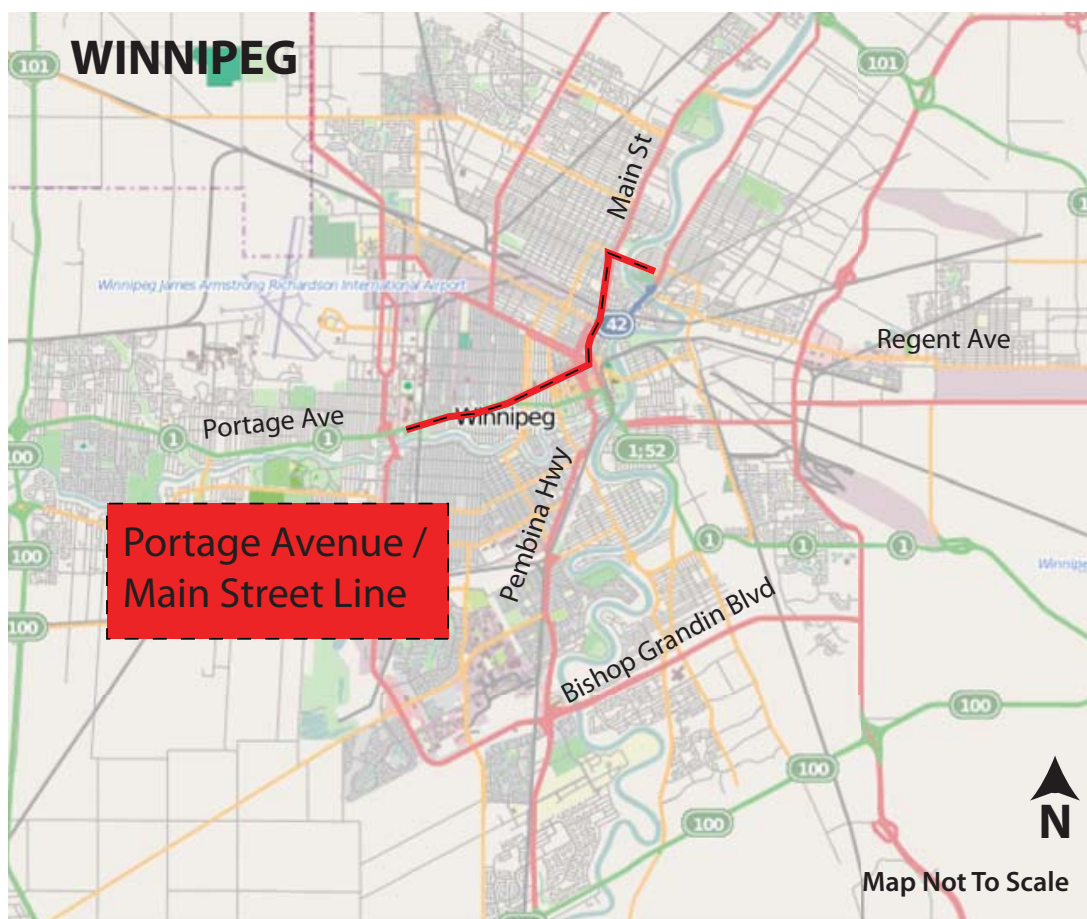 WINNIPEG
101
101
Main St
1
Winnipeg James Armstrong Richardson International Airport
42
Regent Ave
Portage Ave
Winnipeg
1
1
1;52
100
Pembina Hwy
Portage Avenue /
Main Street Line
1
1
1
100
100
Bishop Grandin Blvd
100
100
100
N
Map Not To Scale